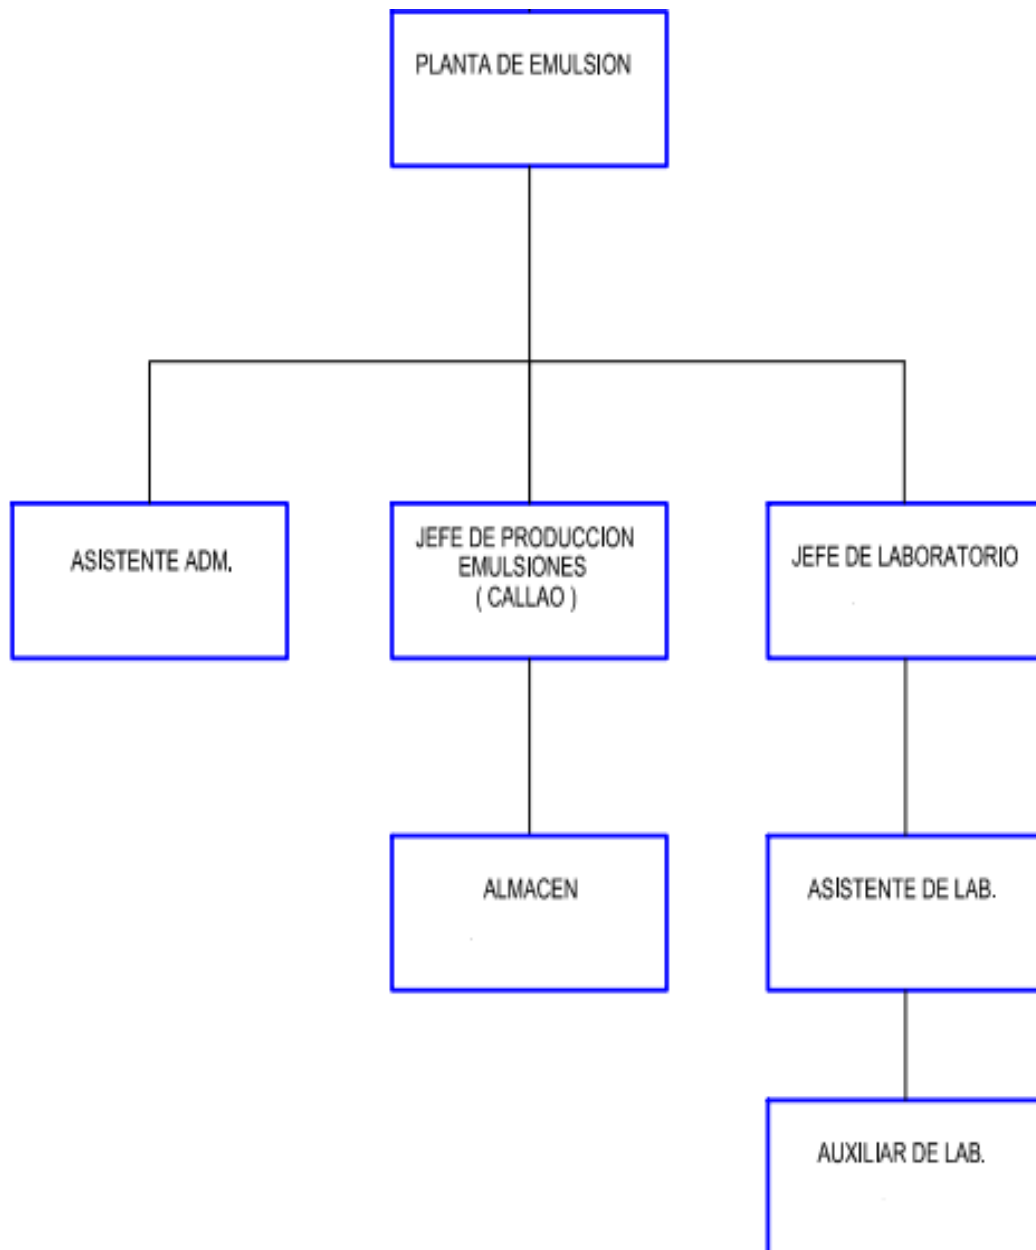 PLANTA DE EMULSION
ASISTENTE ADM.
JEFE DE PRODUCCION
EMULSIONES
( CALLAO )
JEFE DE LABORATORIO
ALMACEN
ASISTENTE DE LAB.
AUXILIAR DE LAB.